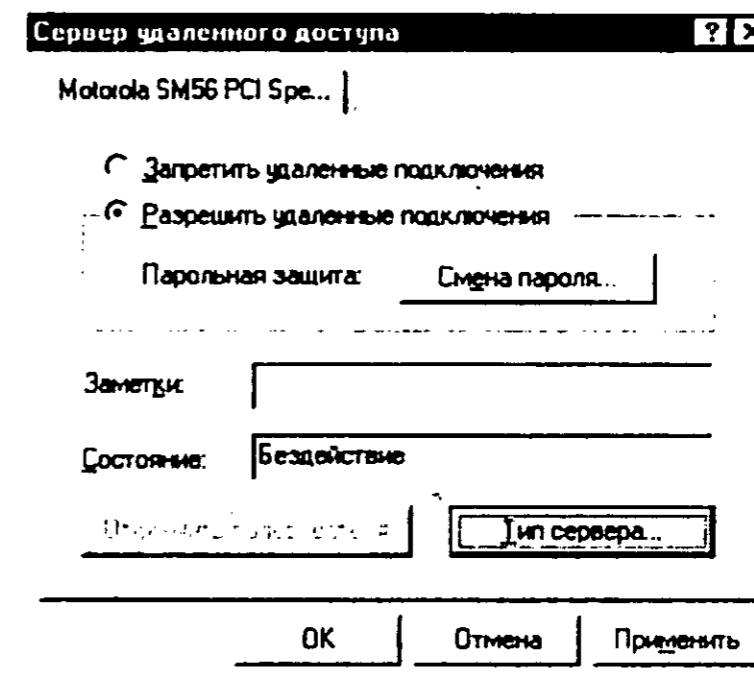 Сервер удаленного доступа
Motorola SM56 PCI Spe...
Запретить удаленные подключения
Разрешить удаленные подключения
Парольная защита: Смена пароля...
Заметки:
Состояние: Бездействие
Тип сервера...
OK Отмена Применить